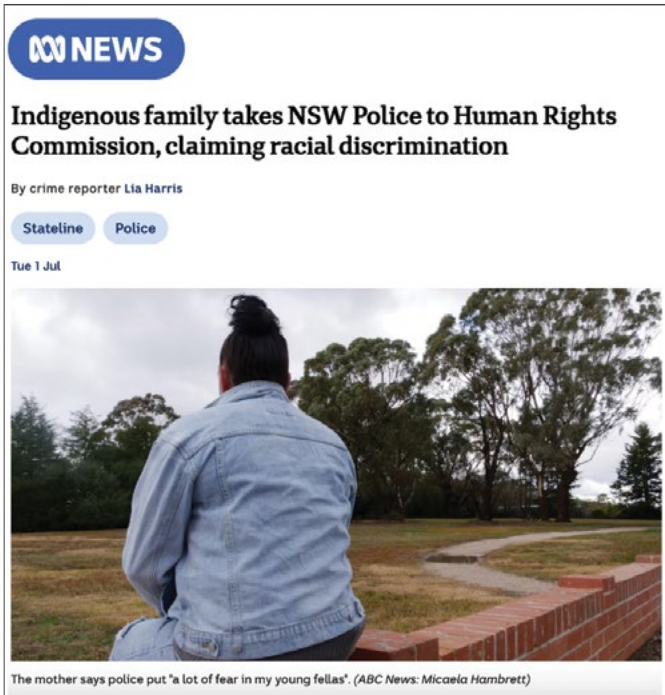 NEWS
Indigenous family takes NSW Police to Human Rights
Commission, claiming racial discrimination
By crime reporter Lia Harris
Stateline Police
Tue 1 Jul
The mother says police put "a lot of fear in my young fellas". (ABC News: Micaela Hambrett)